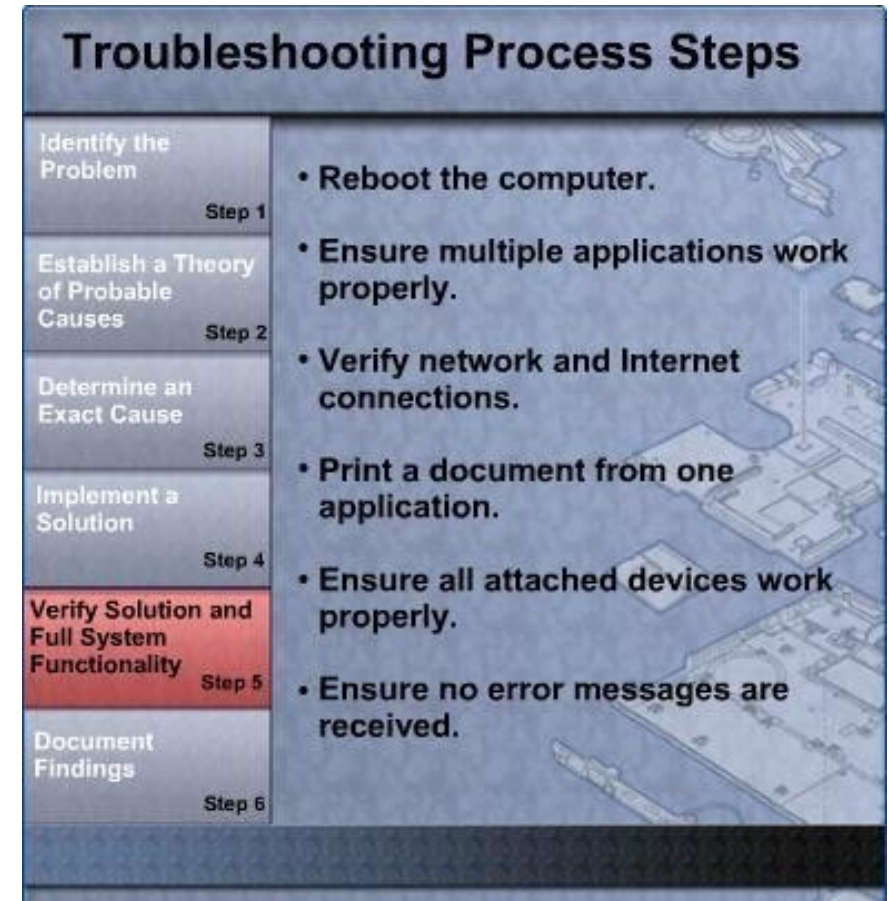 Troubleshooting Process Steps
Identify the
Problem
Step 1
Establish a Theory
of Probable
Causes
Step 2
Determine an
Exact Cause
Step 3
Implement a
Solution
Step 4
Verify Solution and
Full System
Functionality
Step 5
Document
Findings
Step 6
• Reboot the computer.
• Ensure multiple applications work
properly.
• Verify network and Internet
connections.
• Print a document from one
application.
• Ensure all attached devices work
properly.
• Ensure no error messages are
received.